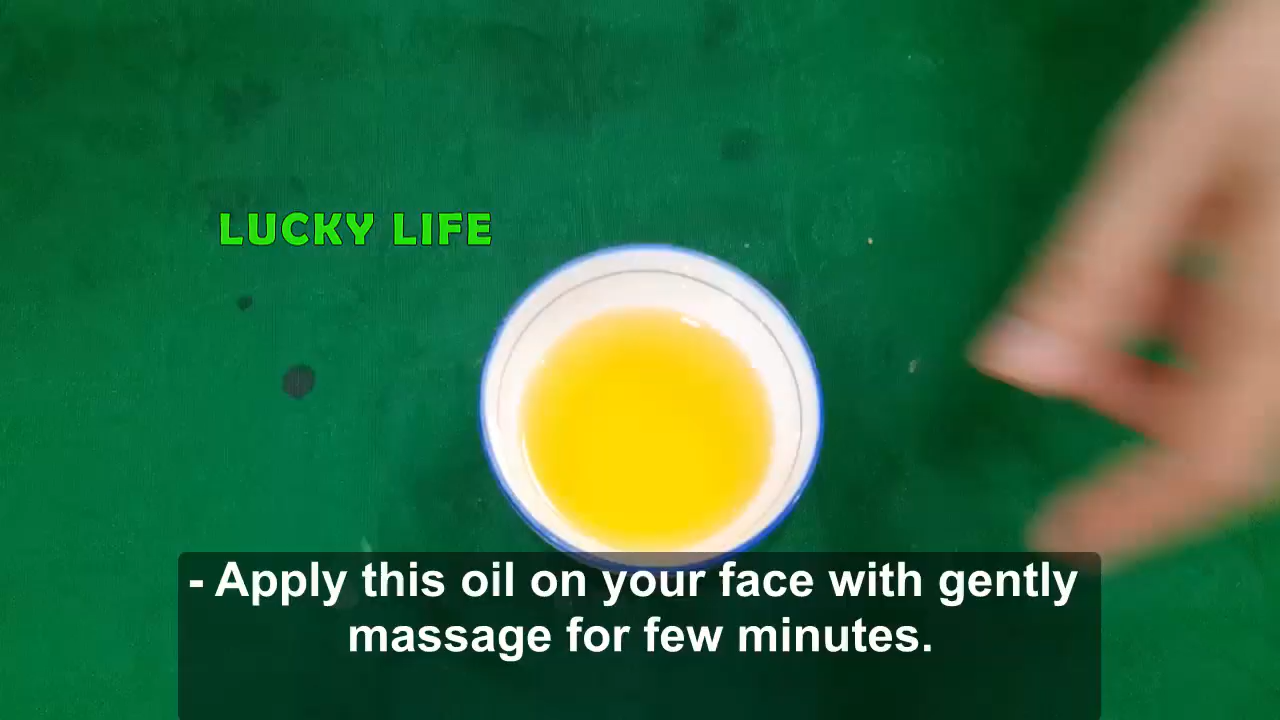 LUCKY LIFE
- Apply this oil on your face with gently
massage for few minutes.